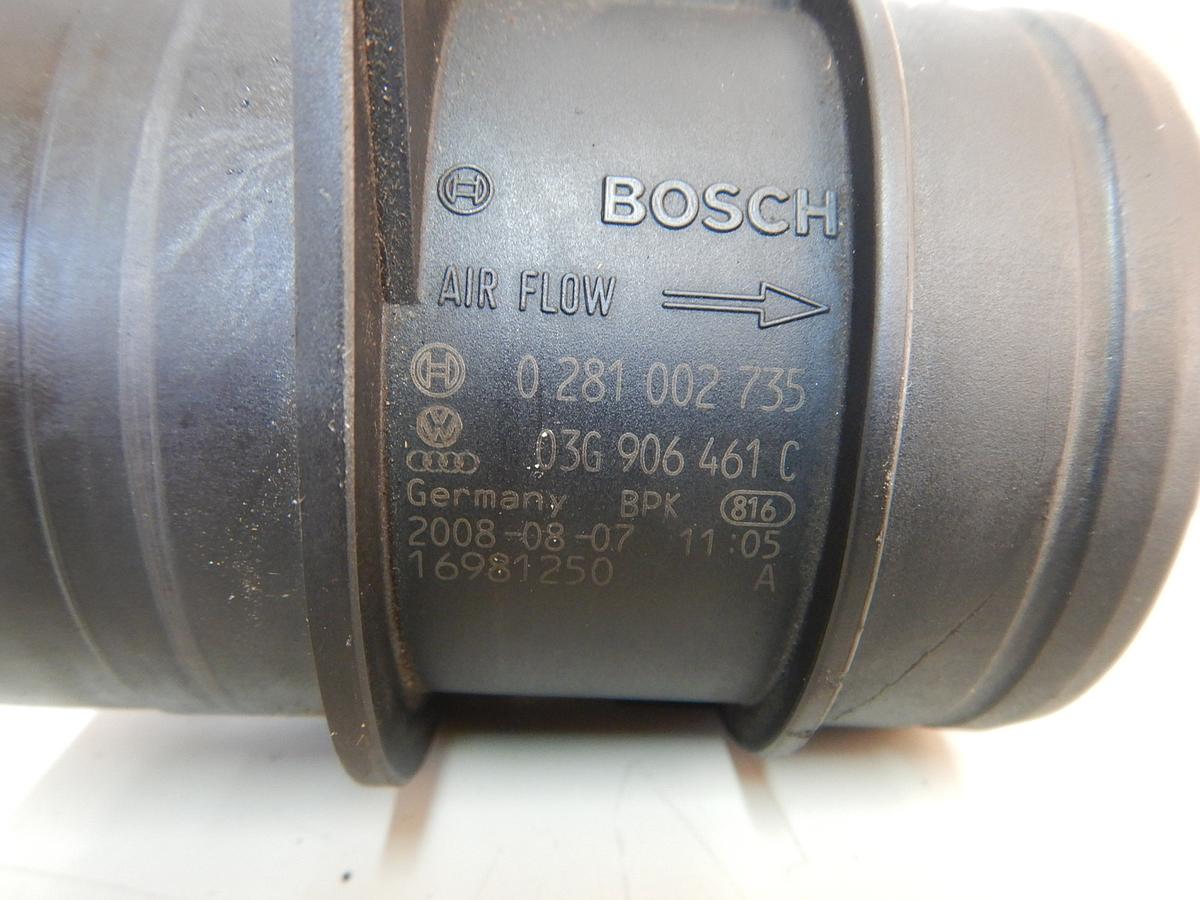 BOSCH
AIR FLOW
0 281 002 735
03G 906 461 C
Germany BPK 816
2008-08-07 11:05
16981250 A